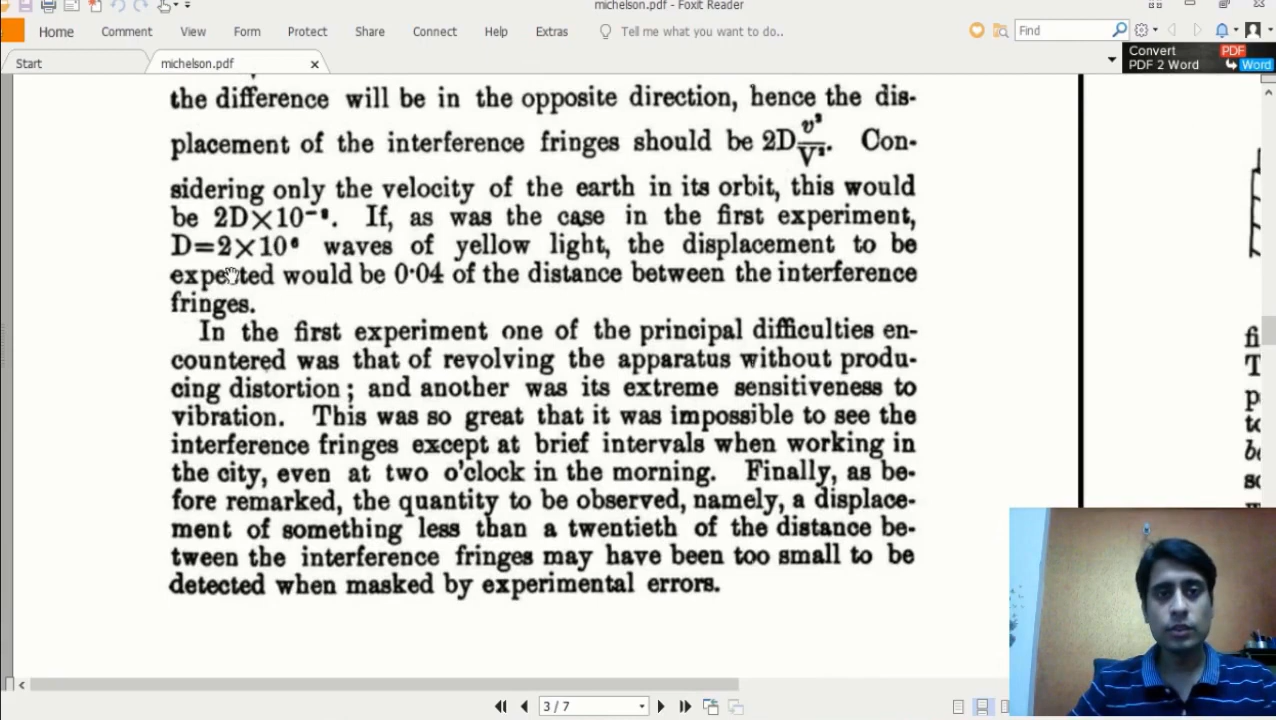 michelson.pdf - Foxit Reader
Home Comment View Form Protect Share Connect Help Extras Tell me what you want to do.. Find
Start michelson.pdf
Convert PDF
PDF 2 Word Word
the difference will be in the opposite direction, hence the dis-
placement of the interference fringes should be 2D v²/V². Con-
sidering only the velocity of the earth in its orbit, this would
be 2D×10⁻⁸. If, as was the case in the first experiment,
D=2×10⁶ waves of yellow light, the displacement to be
expected would be 0·04 of the distance between the interference
fringes.
In the first experiment one of the principal difficulties en-
countered was that of revolving the apparatus without produ-
cing distortion; and another was its extreme sensitiveness to
vibration. This was so great that it was impossible to see the
interference fringes except at brief intervals when working in
the city, even at two o'clock in the morning. Finally, as be-
fore remarked, the quantity to be observed, namely, a displace-
ment of something less than a twentieth of the distance be-
tween the interference fringes may have been too small to be
detected when masked by experimental errors.
fi
T
p
to
be
so
3 / 7